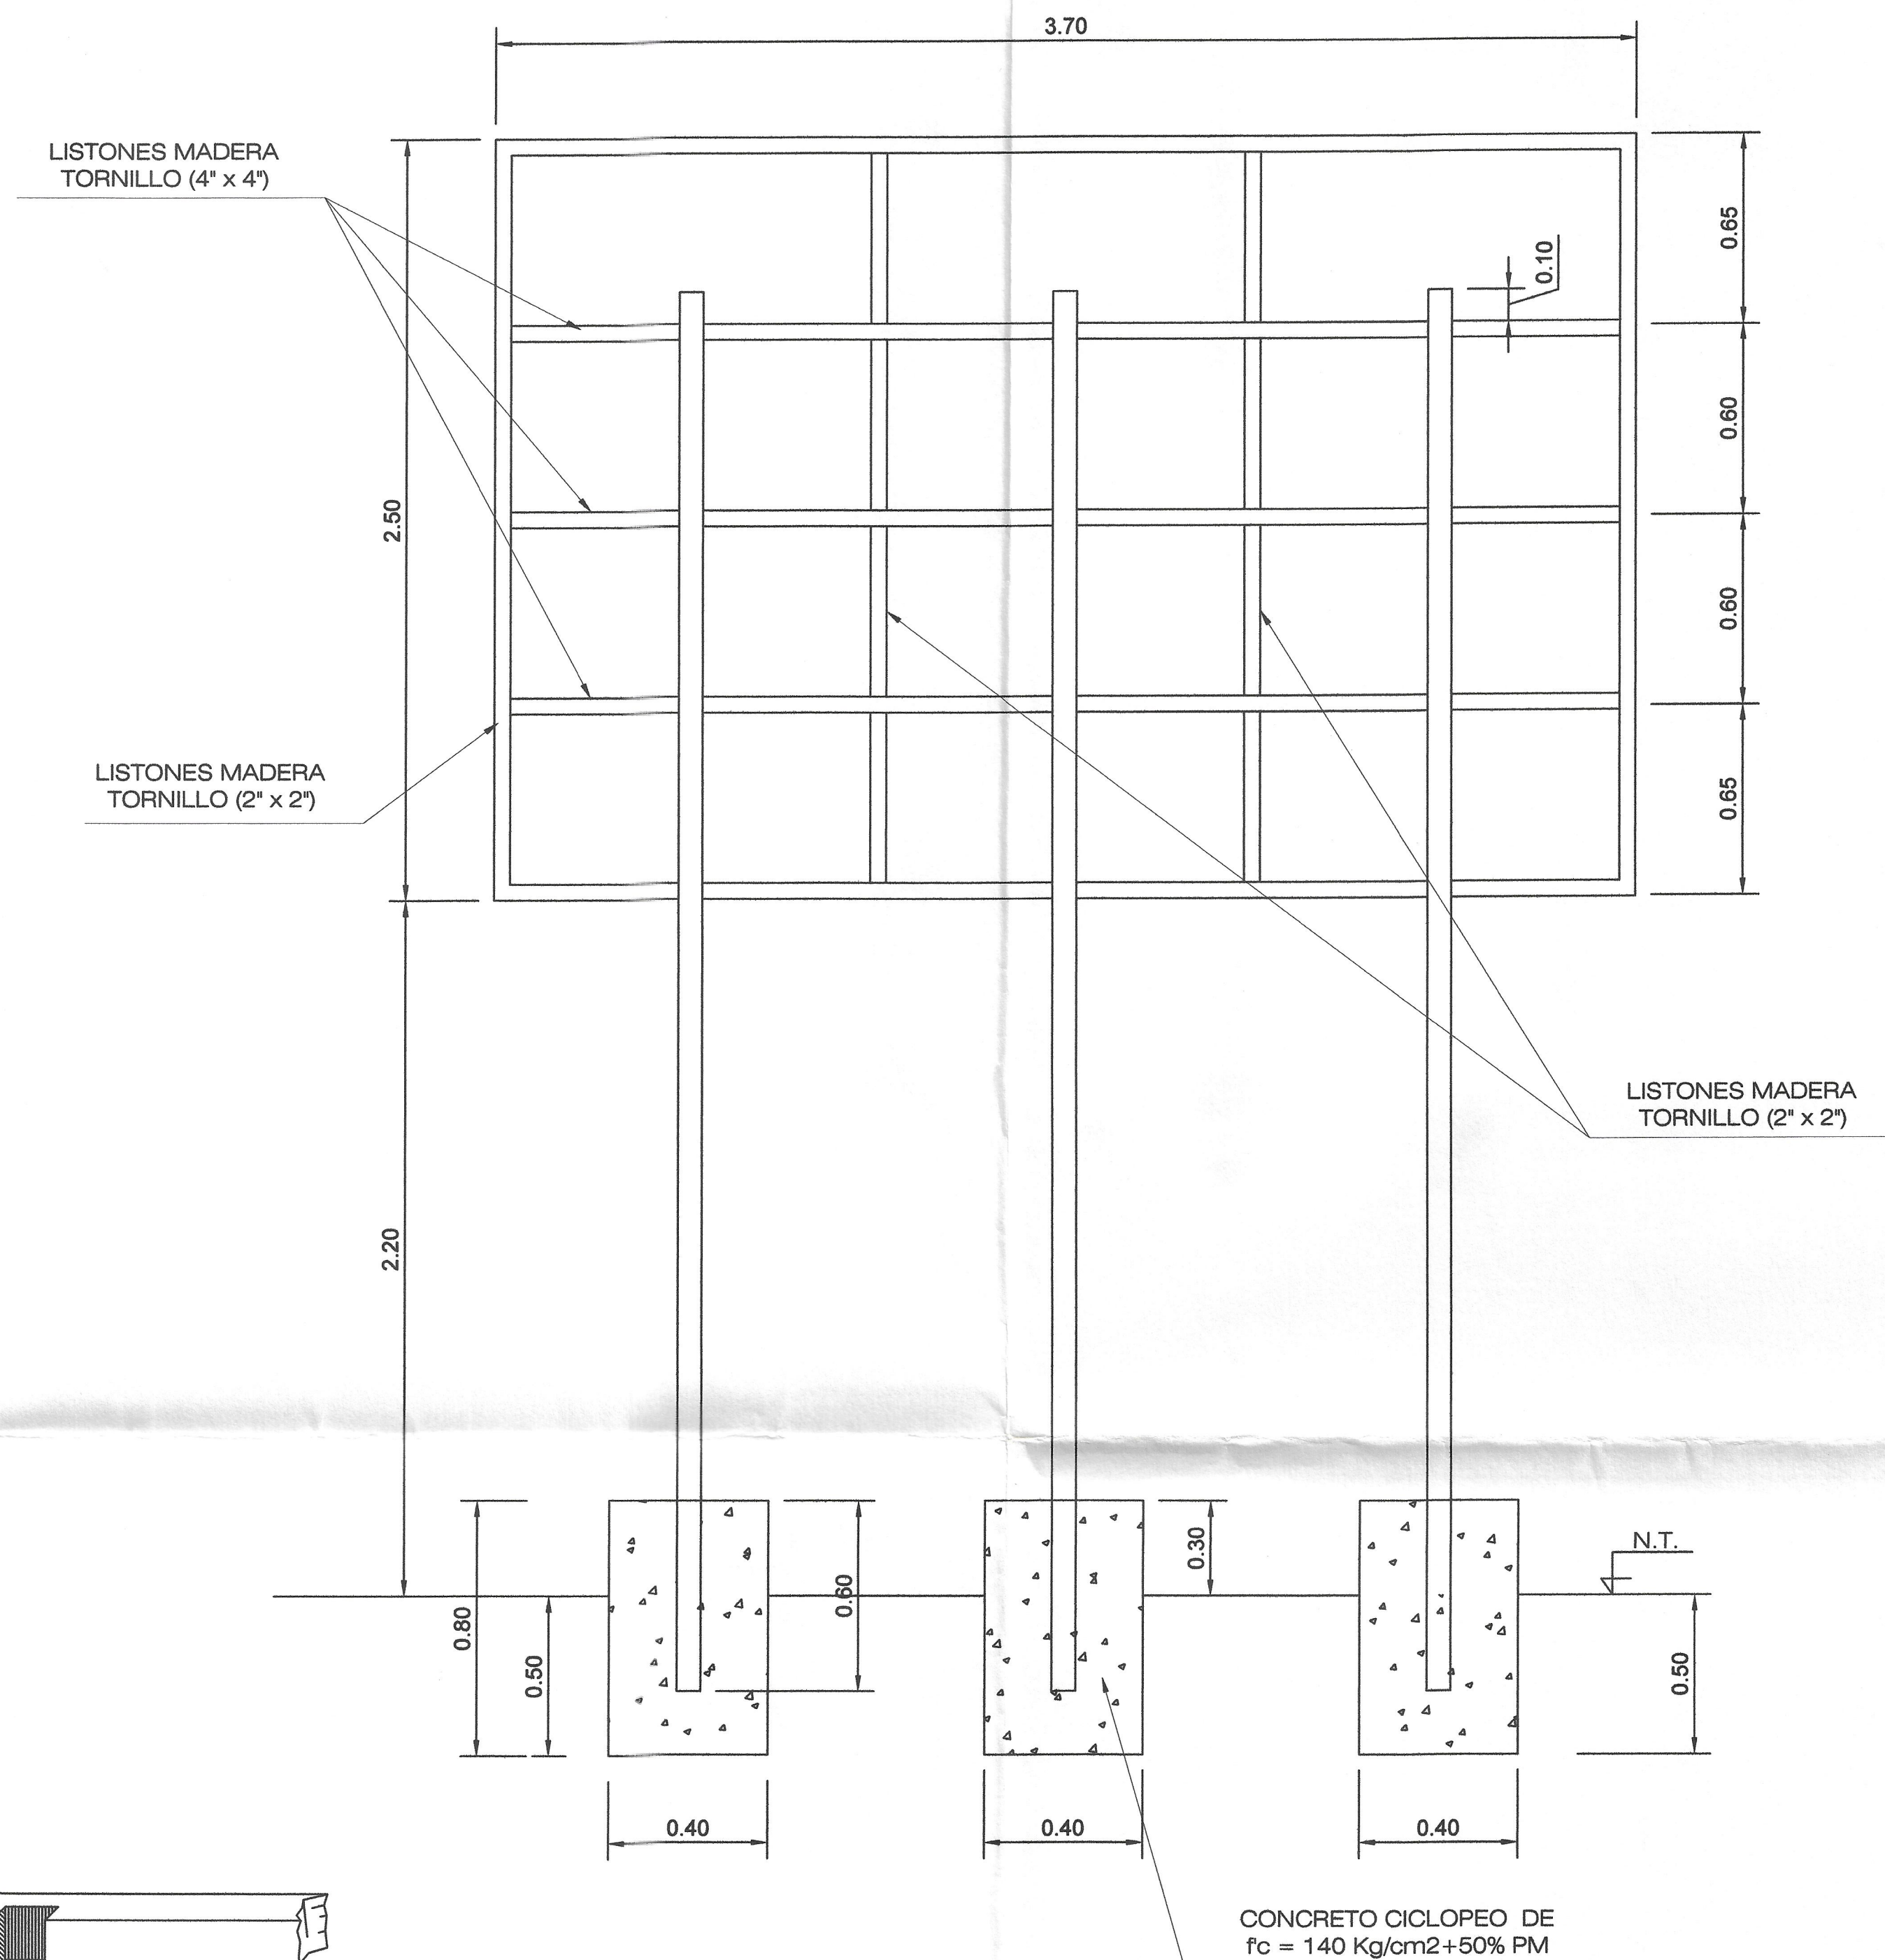 3.70
LISTONES MADERA
TORNILLO (4" x 4")
0.65
0.10
0.60
2.50
0.60
LISTONES MADERA
TORNILLO (2" x 2")
0.65
LISTONES MADERA
TORNILLO (2" x 2")
2.20
0.30
N.T.
0.60
0.80
0.50
0.50
0.40
0.40
0.40
CONCRETO CICLOPEO DE
f'c = 140 Kg/cm2+50% PM